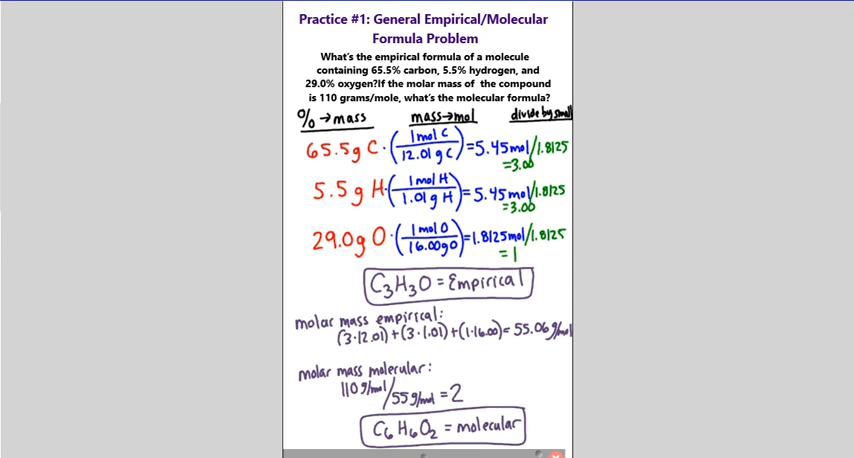 Practice #1: General Empirical/Molecular
Formula Problem
What's the empirical formula of a molecule
containing 65.5% carbon, 5.5% hydrogen, and
29.0% oxygen?If the molar mass of the compound
is 110 grams/mole, what's the molecular formula?
% → mass mass→mol divide by small
65.5g C · (1 mol C / 12.01 g C) = 5.45 mol/1.8125
=3.00
5.5 g H · (1 mol H / 1.01 g H) = 5.45 mol/1.8125
=3.00
29.0g O · (1 mol O / 16.00 g O) = 1.8125 mol/1.8125
=1
C₃H₃O = Empirical
molar mass empirical:
(3·12.01)+(3·1.01)+(1·16.00)= 55.06 g/mol
molar mass molecular:
110 g/mol/55 g/mol = 2
C₆H₆O₂ = molecular